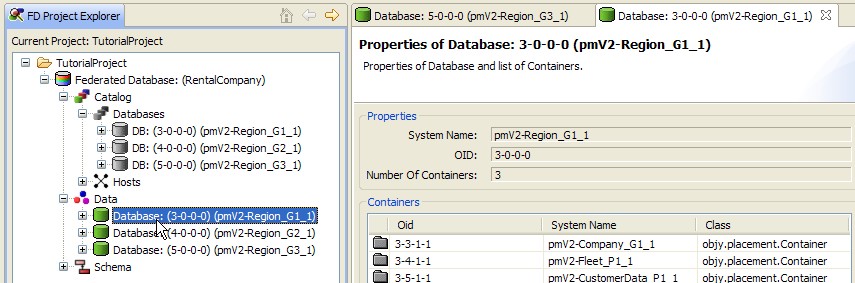 FD Project Explorer
Current Project: TutorialProject
TutorialProject
Federated Database: (RentalCompany)
Catalog
Databases
DB: (3-0-0-0) (pmV2-Region_G1_1)
DB: (4-0-0-0) (pmV2-Region_G2_1)
DB: (5-0-0-0) (pmV2-Region_G3_1)
Hosts
Data
Database: (3-0-0-0) (pmV2-Region_G1_1)
Database: (4-0-0-0) (pmV2-Region_G2_1)
Database: (5-0-0-0) (pmV2-Region_G3_1)
Schema
Database: 5-0-0-0 (pmV2-Region_G3_1)
Database: 3-0-0-0 (pmV2-Region_G1_1)
Properties of Database: 3-0-0-0 (pmV2-Region_G1_1)
Properties of Database and list of Containers.
Properties
System Name: pmV2-Region_G1_1
OID: 3-0-0-0
Number Of Containers: 3
Containers
Oid System Name Class
3-3-1-1 pmV2-Company_G1_1 objy.placement.Container
3-4-1-1 pmV2-Fleet_P1_1 objy.placement.Container
3-5-1-1 pmV2-CustomerData_P1_1 objy.placement.Container